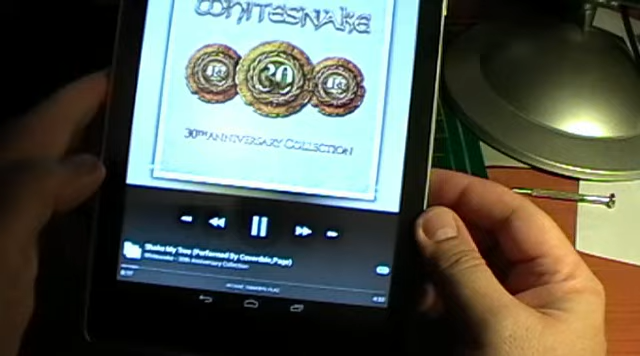 WHITESNAKE
30
30TH ANNIVERSARY COLLECTION
Shake My Tree (Performed By Coverdale,Page)
Whitesnake - 30th Anniversary Collection